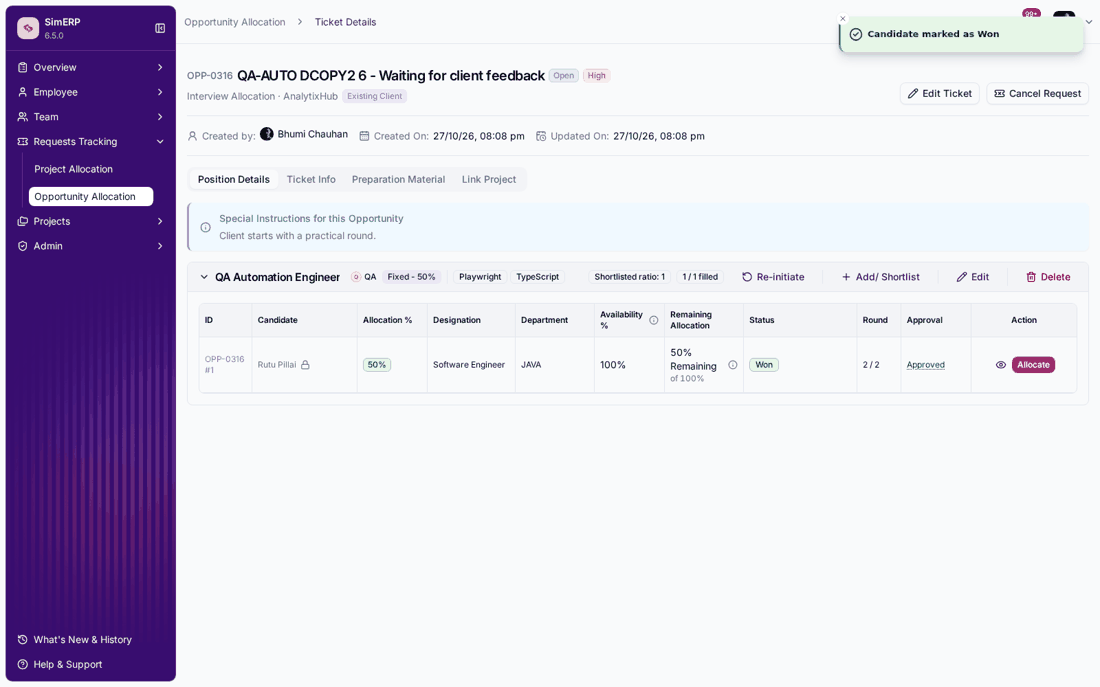 SimERP
6.5.0
Overview
Employee
Team
Requests Tracking
Project Allocation
Opportunity Allocation
Projects
Admin
What's New & History
Help & Support
Opportunity Allocation > Ticket Details
99+
Candidate marked as Won
OPP-0316 QA-AUTO DCOPY2 6 - Waiting for client feedback Open High
Interview Allocation · AnalytixHub Existing Client
Edit Ticket Cancel Request
Created by: Bhumi Chauhan Created On: 27/10/26, 08:08 pm Updated On: 27/10/26, 08:08 pm
Position Details Ticket Info Preparation Material Link Project
Special Instructions for this Opportunity
Client starts with a practical round.
QA Automation Engineer QA Fixed - 50% Playwright TypeScript Shortlisted ratio: 1 1 / 1 filled Re-initiate Add/ Shortlist Edit Delete
ID Candidate Allocation % Designation Department Availability % Remaining Allocation Status Round Approval Action
OPP-0316 #1 Rutu Pillai 50% Software Engineer JAVA 100% 50% Remaining of 100% Won 2 / 2 Approved Allocate